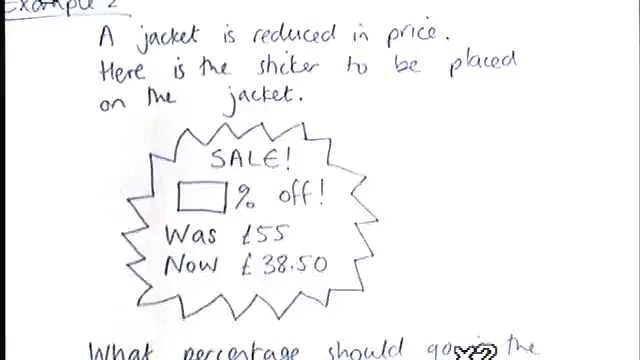 Example 2
A jacket is reduced in price.
Here is the sticker to be placed
on the jacket.
SALE!
% off!
Was £55
Now £38.50
What percentage should go in the